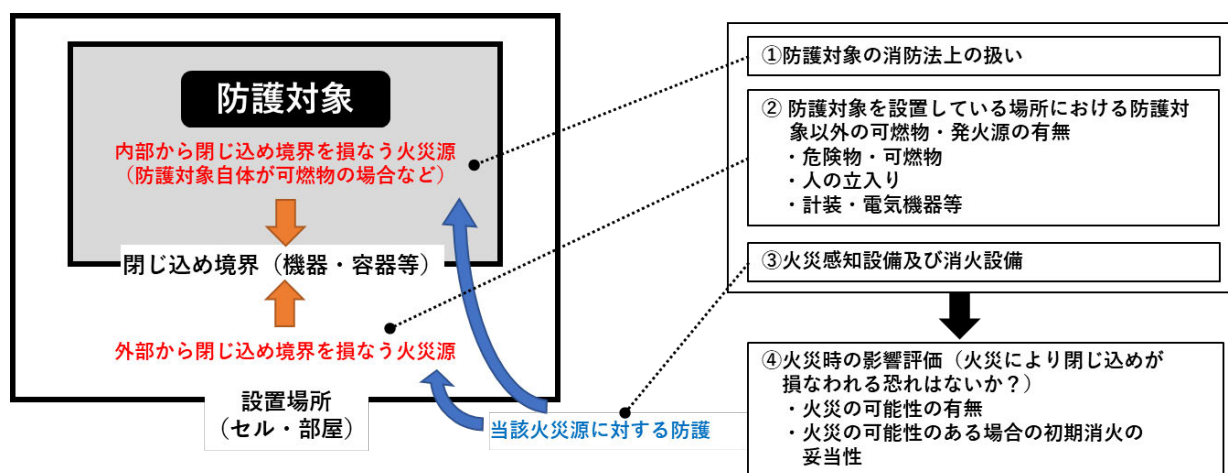 防護対象
内部から閉じ込め境界を損なう火災源
(防護対象自体が可燃物の場合など)
閉じ込め境界(機器・容器等)
外部から閉じ込め境界を損なう火災源
設置場所
(セル・部屋)
当該火災源に対する防護
①防護対象の消防法上の扱い
② 防護対象を設置している場所における防護対
象以外の可燃物・発火源の有無
・危険物・可燃物
・人の立入り
・計装・電気機器等
③火災感知設備及び消火設備
④火災時の影響評価(火災により閉じ込めが
損なわれる恐れはないか?)
・火災の可能性の有無
・火災の可能性のある場合の初期消火の
妥当性